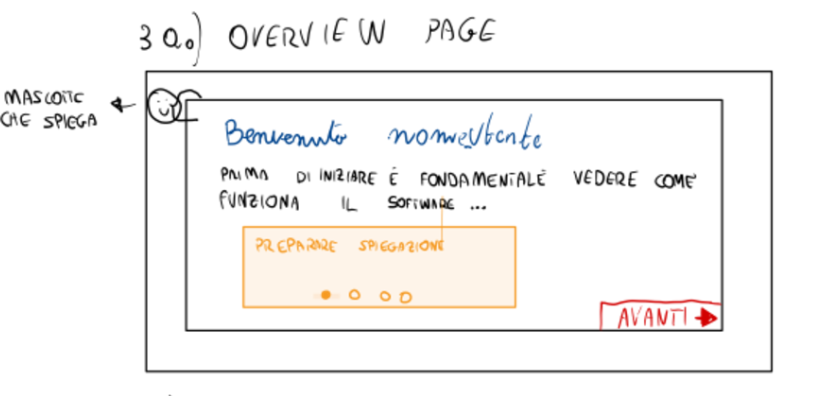 3a.) OVERVIEW PAGE
MASCOTTE
CHE SPIEGA
Benvenuto nomeUtente
PRIMA DI INIZIARE È FONDAMENTALE VEDERE COME
FUNZIONA IL SOFTWARE ...
PREPARARE SPIEGAZIONE
AVANTI